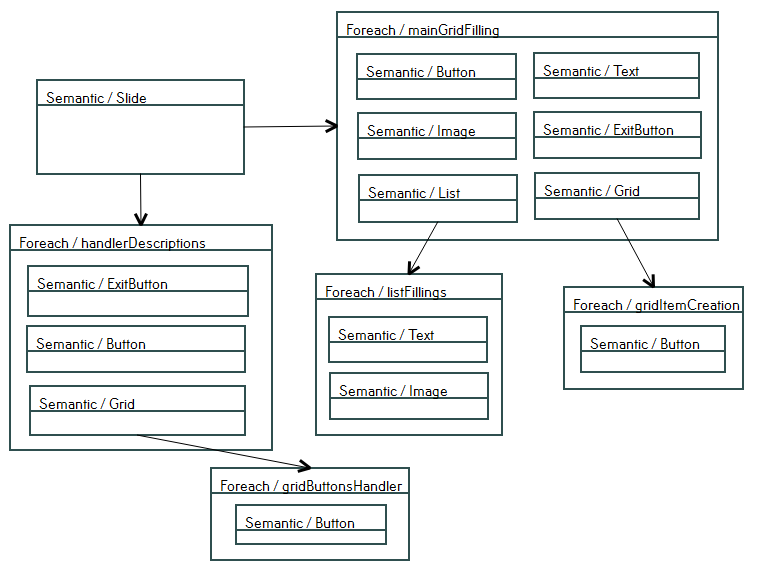 Foreach / mainGridFilling
Semantic / Button
Semantic / Text
Semantic / Slide
Semantic / Image
Semantic / ExitButton
Semantic / List
Semantic / Grid
Foreach / handlerDescriptions
Semantic / ExitButton
Semantic / Button
Semantic / Grid
Foreach / listFillings
Semantic / Text
Semantic / Image
Foreach / gridItemCreation
Semantic / Button
Foreach / gridButtonsHandler
Semantic / Button